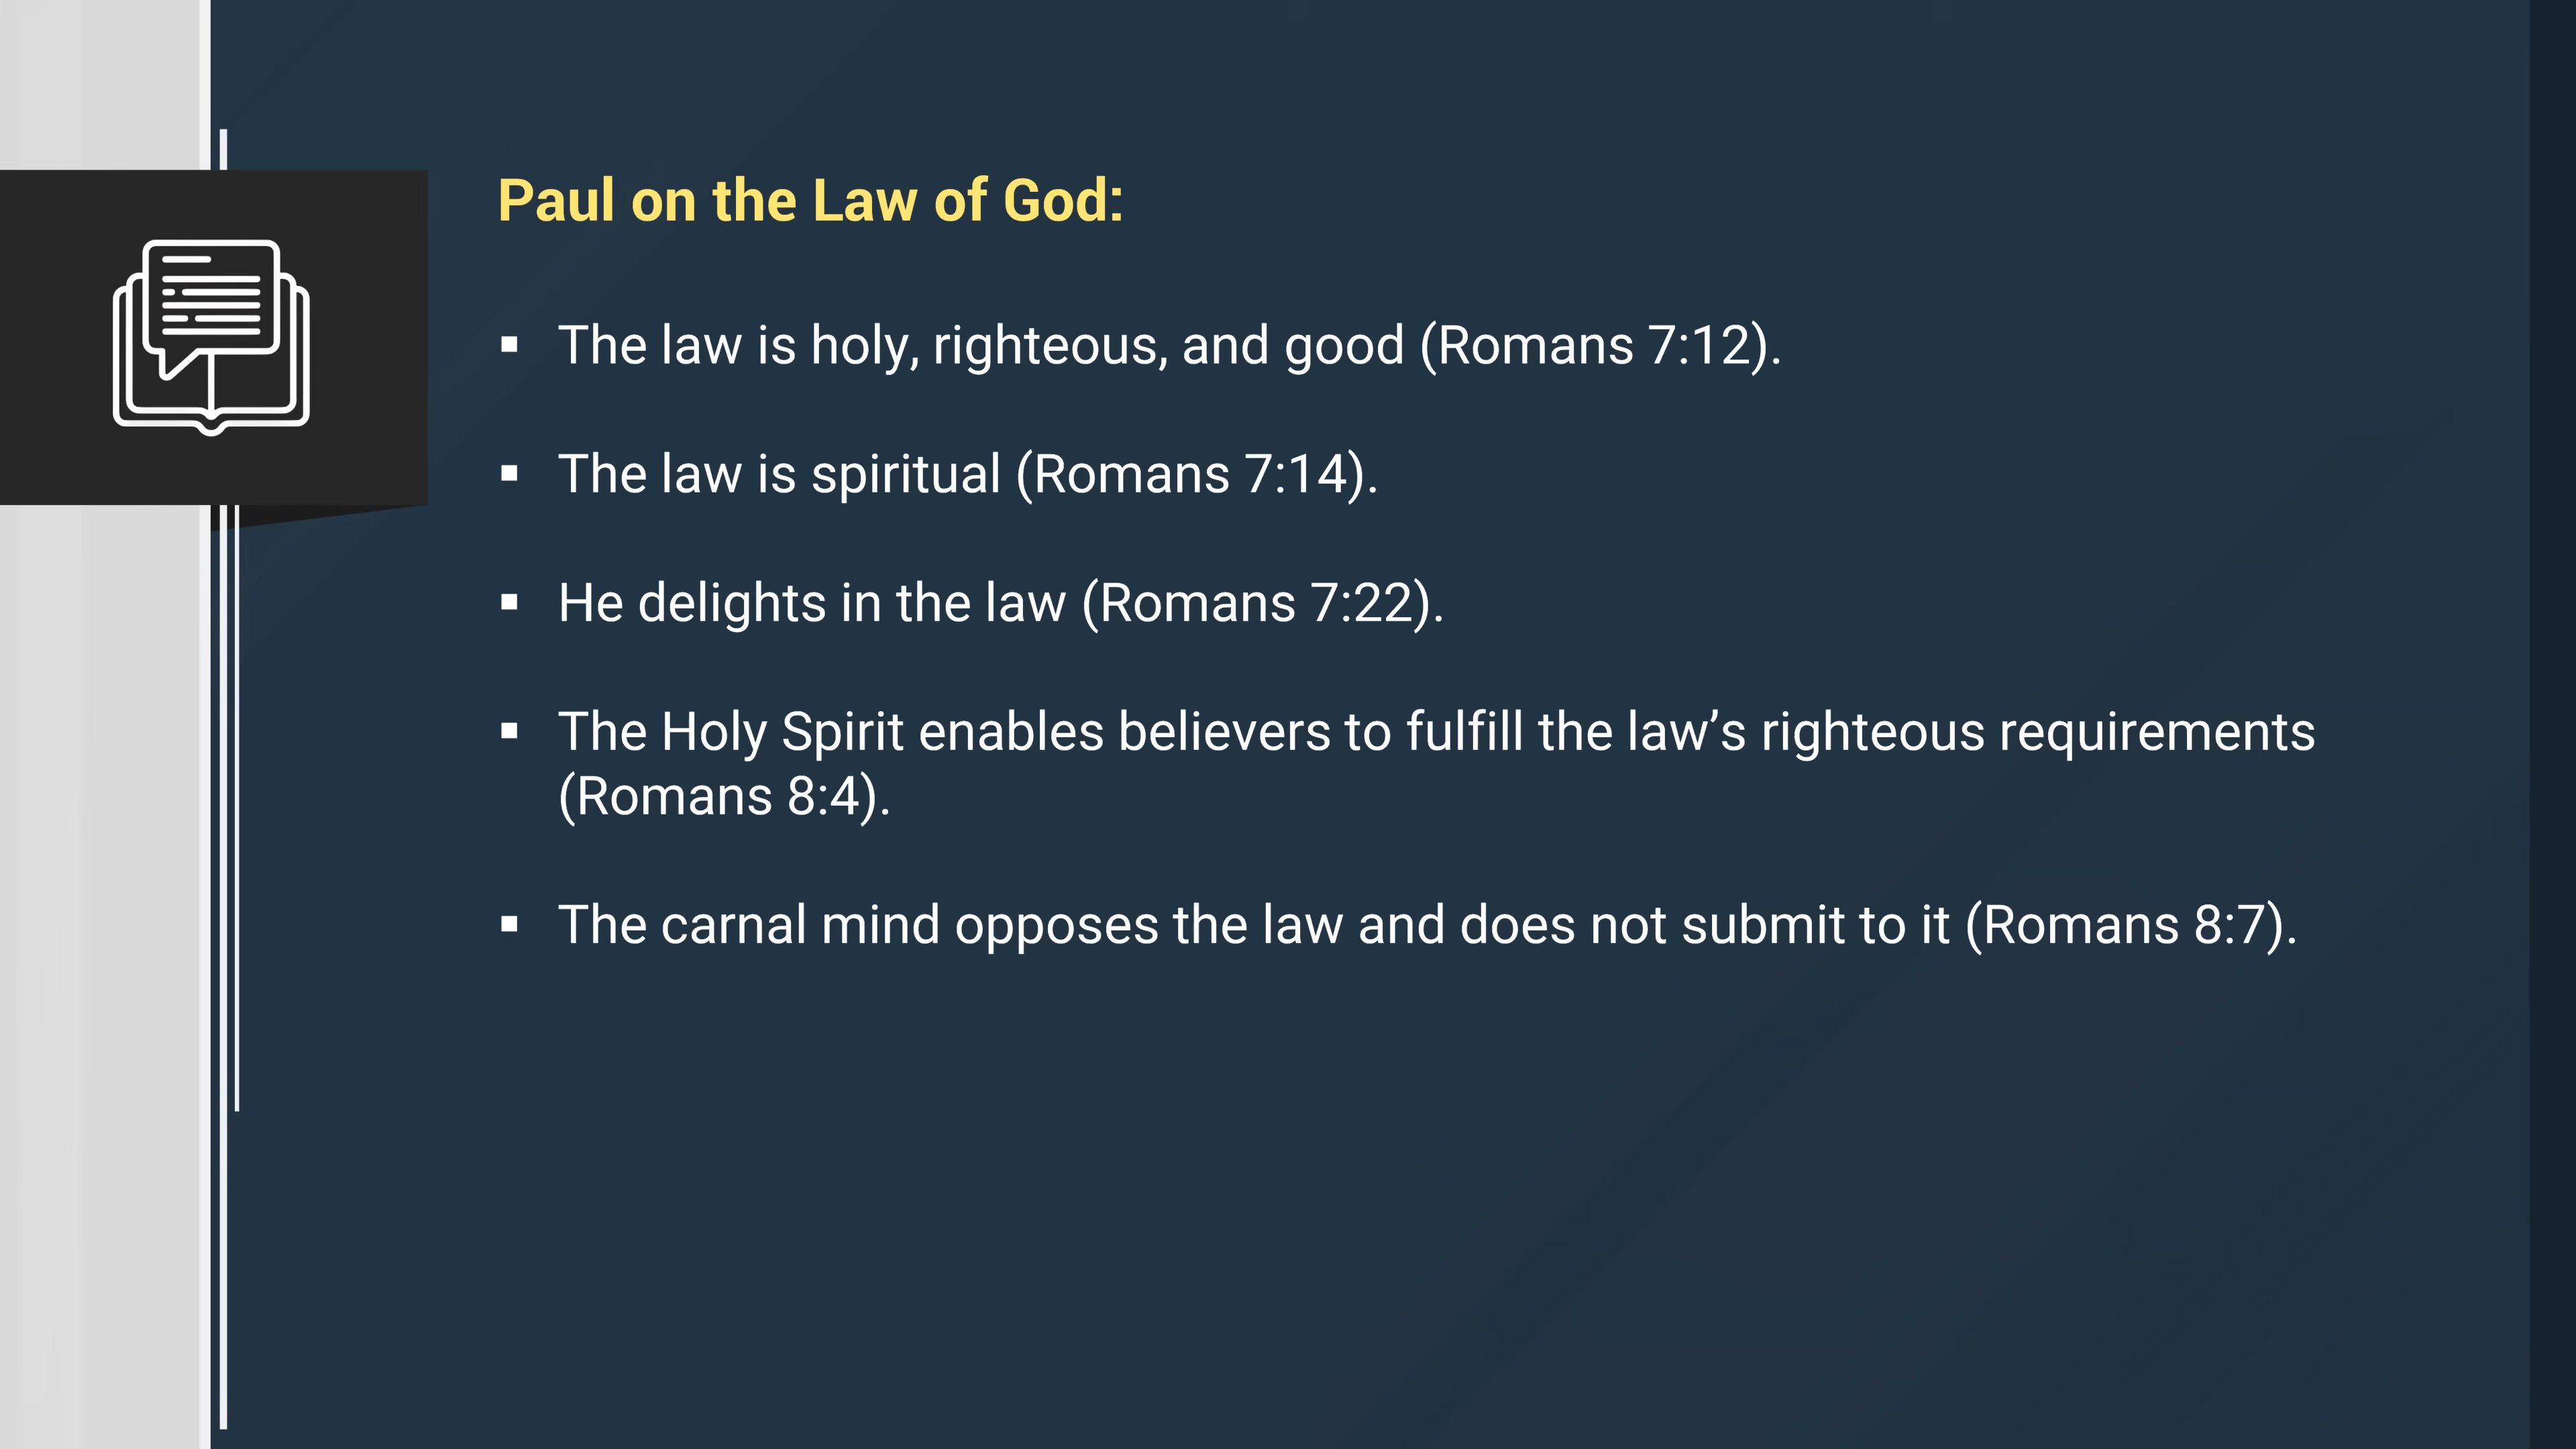 Paul on the Law of God:
▪ The law is holy, righteous, and good (Romans 7:12).
▪ The law is spiritual (Romans 7:14).
▪ He delights in the law (Romans 7:22).
▪ The Holy Spirit enables believers to fulfill the law’s righteous requirements
(Romans 8:4).
▪ The carnal mind opposes the law and does not submit to it (Romans 8:7).